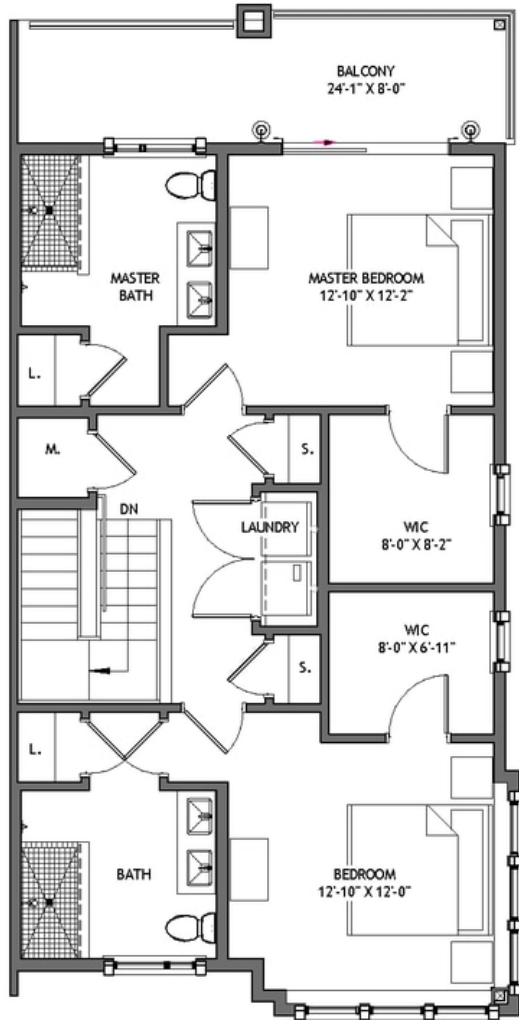 BALCONY
24'-1" X 8'-0"
MASTER
BATH
MASTER BEDROOM
12'-10" X 12'-2"
L.
M.
S.
DN
LAUNDRY
WIC
8'-0" X 8'-2"
WIC
8'-0" X 6'-11"
S.
L.
BATH
BEDROOM
12'-10" X 12'-0"